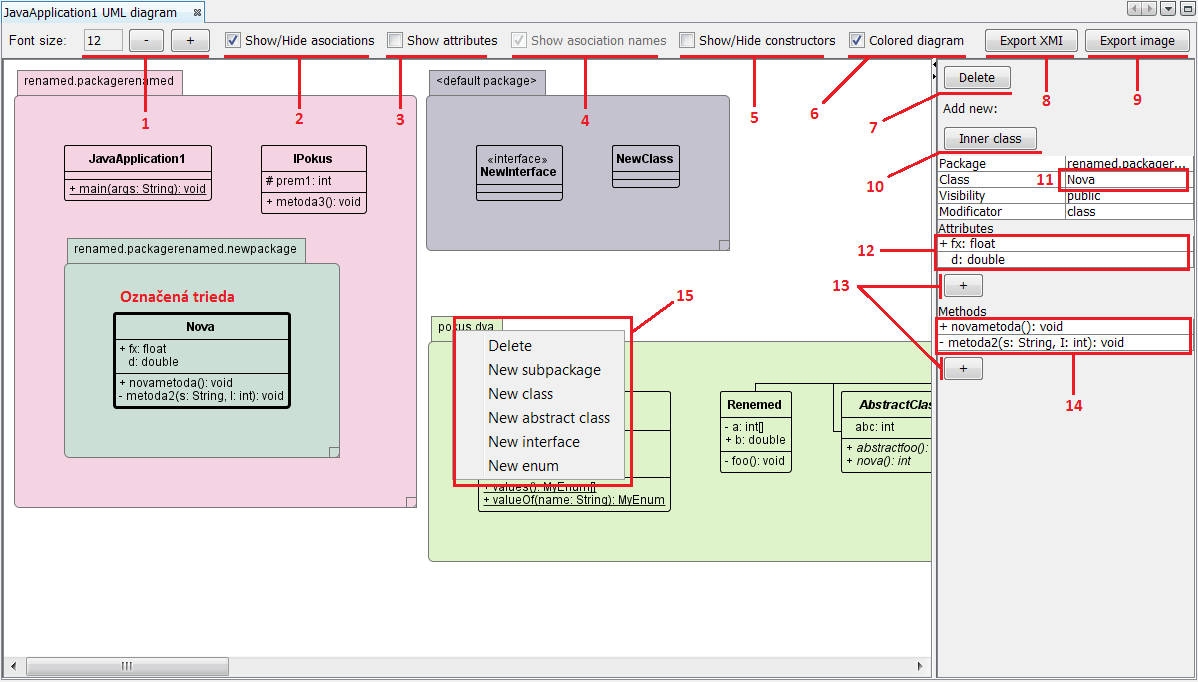 JavaApplication1 UML diagram
Font size: 12 - + Show/Hide asociations Show attributes Show asociation names Show/Hide constructors Colored diagram Export XMI Export image
1 2 3 4 5 6 7 8 9
renamed.packagerenamed
JavaApplication1
+ main(args: String): void
IPokus
# prem1: int
+ metoda3(): void
renamed.packagerenamed.newpackage
Označená trieda
Nova
+ fx: float
d: double
+ novametoda(): void
- metoda2(s: String, I: int): void
<default package>
«interface»
NewInterface
NewClass
pokus.dva
15
Delete
New subpackage
New class
New abstract class
New interface
New enum
+ values(): MyEnum[]
+ valueOf(name: String): MyEnum
Renemed
- a: int[]
+ b: double
- foo(): void
AbstractClas
abc: int
+ abstractfoo():
+ nova(): int
Delete
Add new:
Inner class
10
Package renamed.packager...
11
Class Nova
Visibility public
Modificator class
Attributes
12
+ fx: float
d: double
13
+
Methods
+ novametoda(): void
- metoda2(s: String, I: int): void
+
14